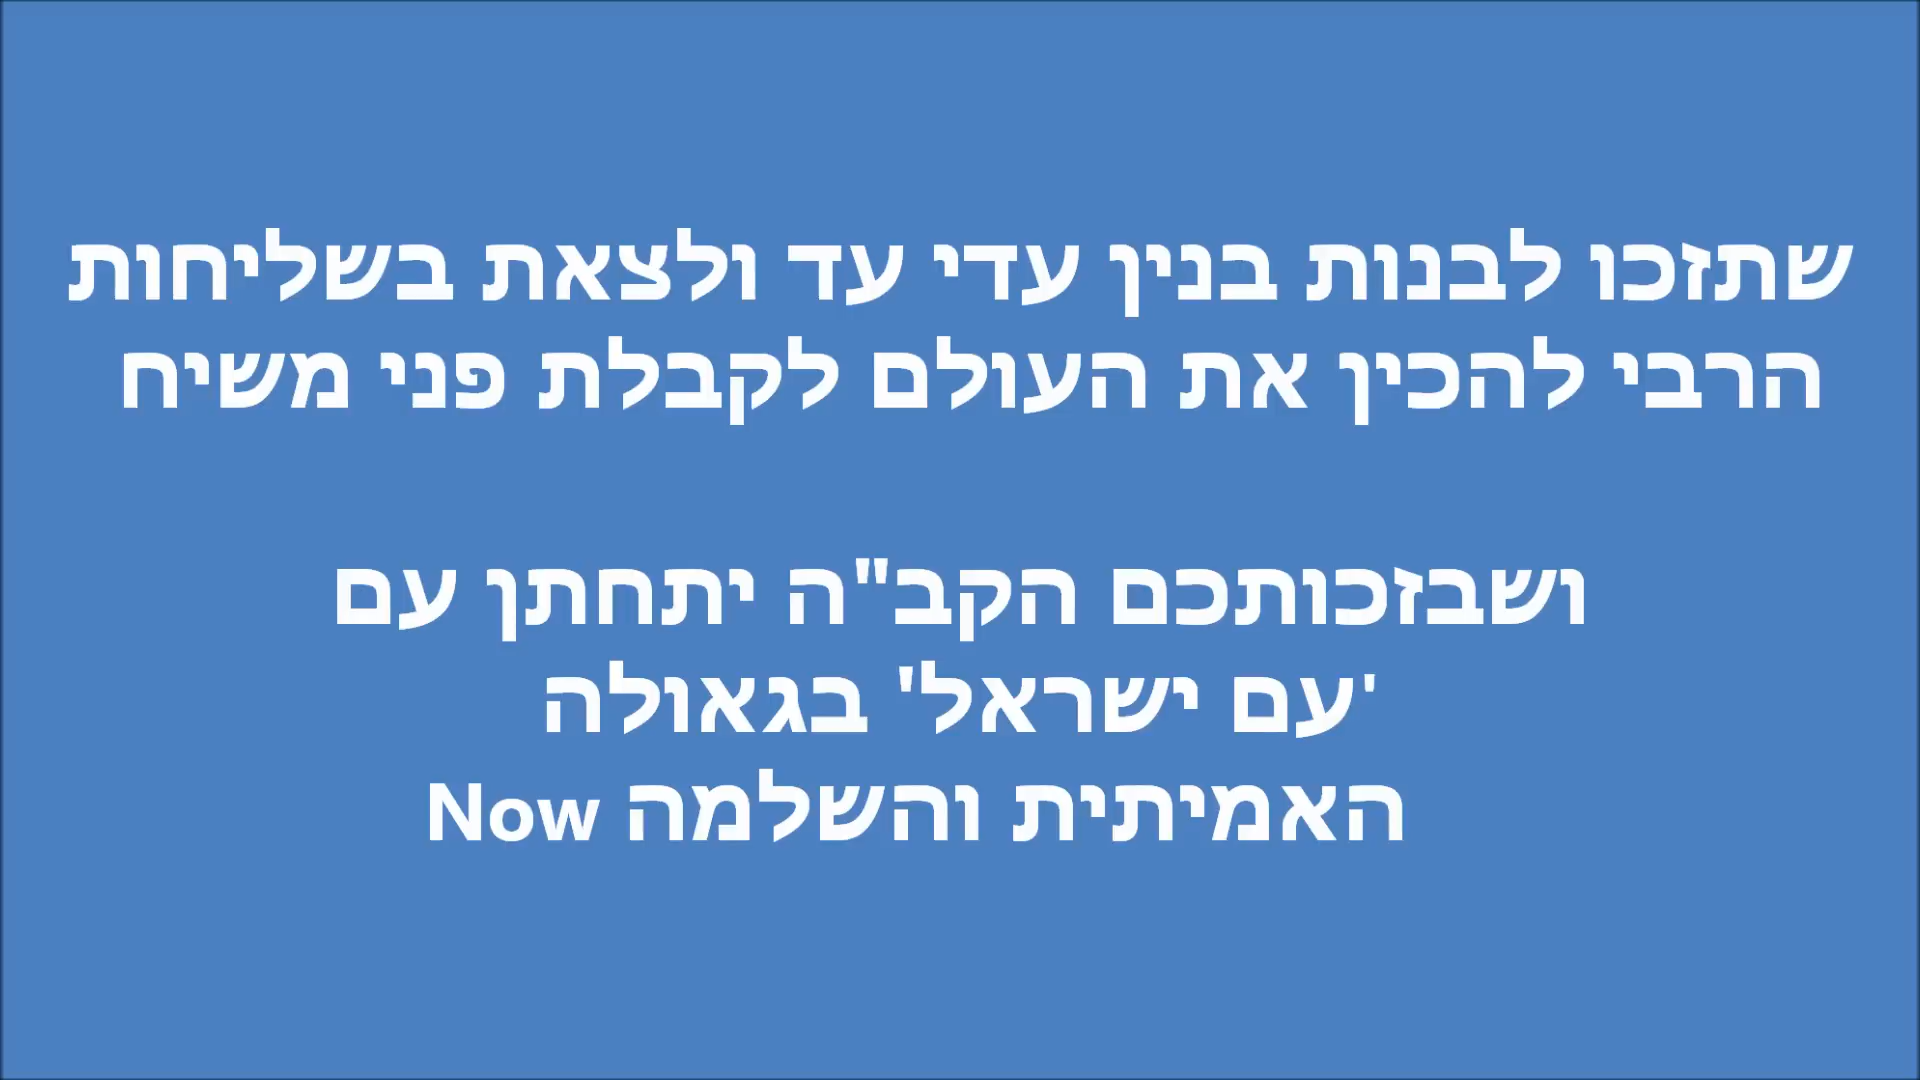 שתזכו לבנות בנין עדי עד ולצאת בשליחות
הרבי להכין את העולם לקבלת פני משיח
ושבזכותכם הקב"ה יתחתן עם
'עם ישראל' בגאולה
האמיתית והשלמה Now